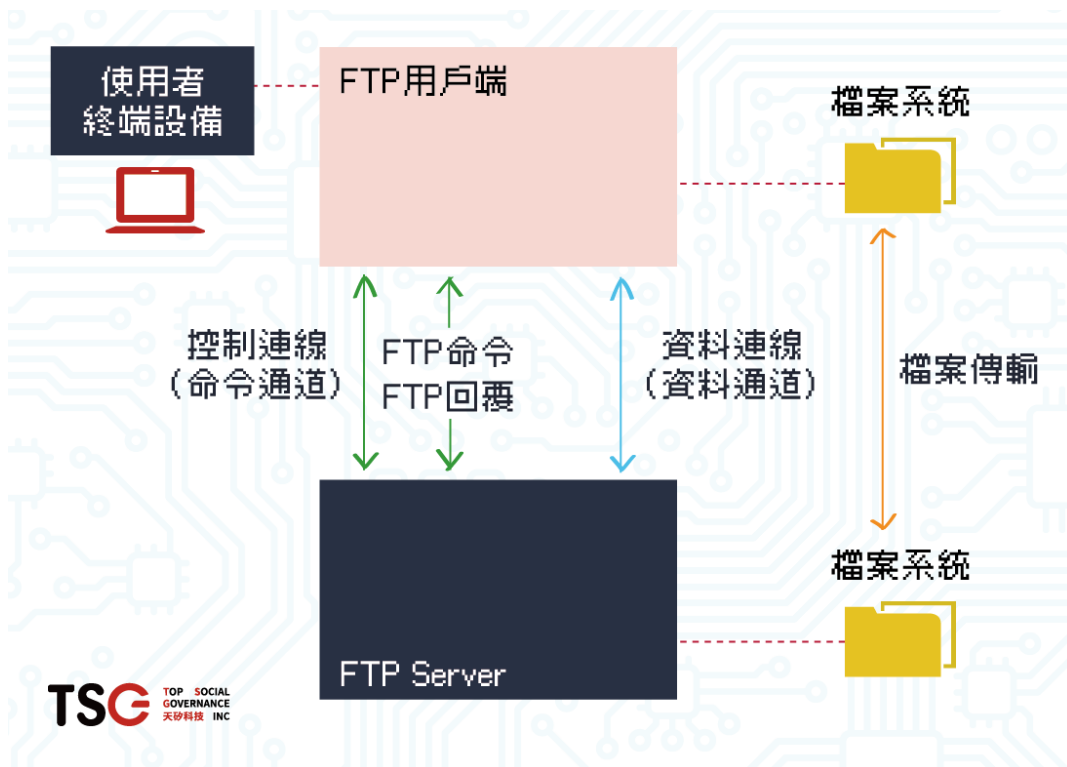 使用者
終端設備
FTP用戶端
檔案系統
控制連線
(命令通道)
FTP命令
FTP回覆
資料連線
(資料通道)
檔案傳輸
檔案系統
FTP Server
TSG
TOP SOCIAL
GOVERNANCE
天矽科技 INC